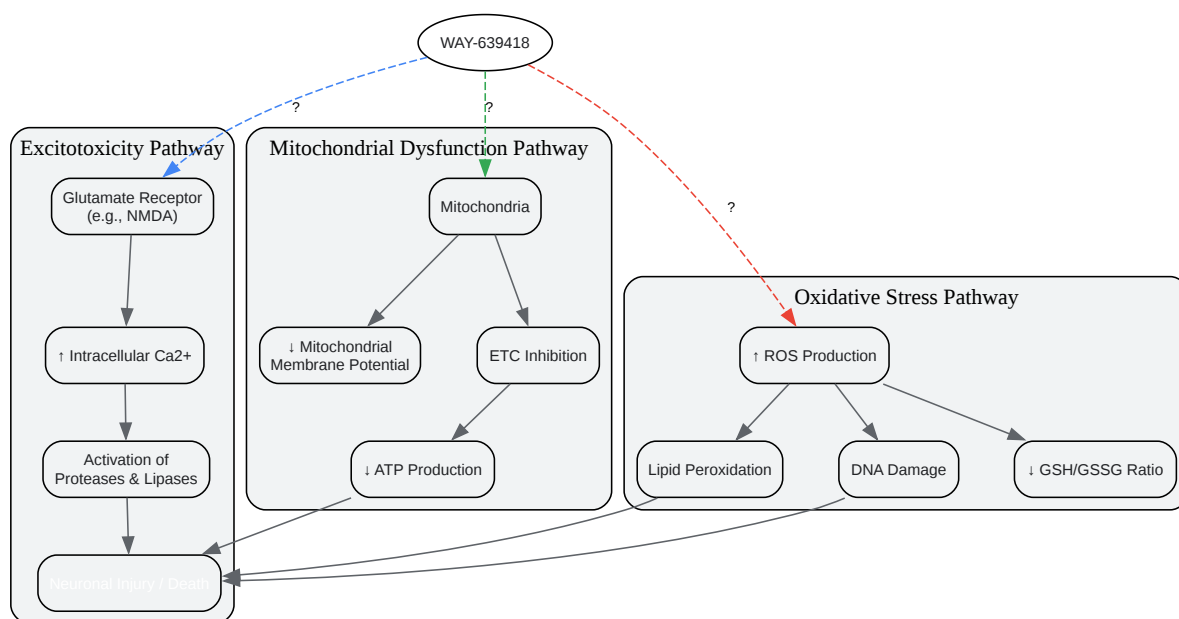 WAY-639418
?
?
?
Excitotoxicity Pathway
Glutamate Receptor
(e.g., NMDA)
↑ Intracellular Ca2+
Activation of
Proteases & Lipases
Neuronal Injury / Death
Mitochondrial Dysfunction Pathway
Mitochondria
↓ Mitochondrial
Membrane Potential
ETC Inhibition
↓ ATP Production
Oxidative Stress Pathway
↑ ROS Production
Lipid Peroxidation
DNA Damage
↓ GSH/GSSG Ratio